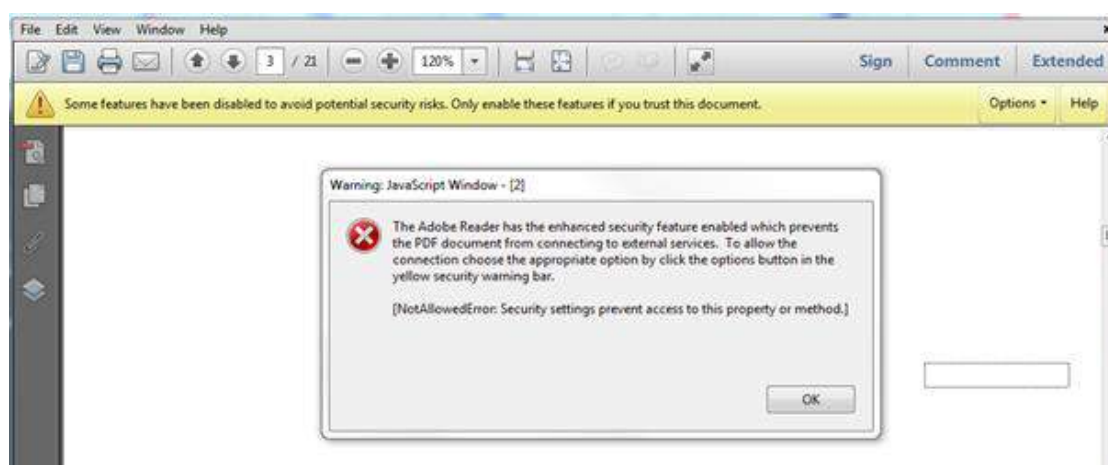 File Edit View Window Help
3 / 21 120% Sign Comment Extended
Some features have been disabled to avoid potential security risks. Only enable these features if you trust this document. Options Help
Warning: JavaScript Window - [2]
The Adobe Reader has the enhanced security feature enabled which prevents
the PDF document from connecting to external services. To allow the
connection choose the appropriate option by click the options button in the
yellow security warning bar.
[NotAllowedError: Security settings prevent access to this property or method.]
OK